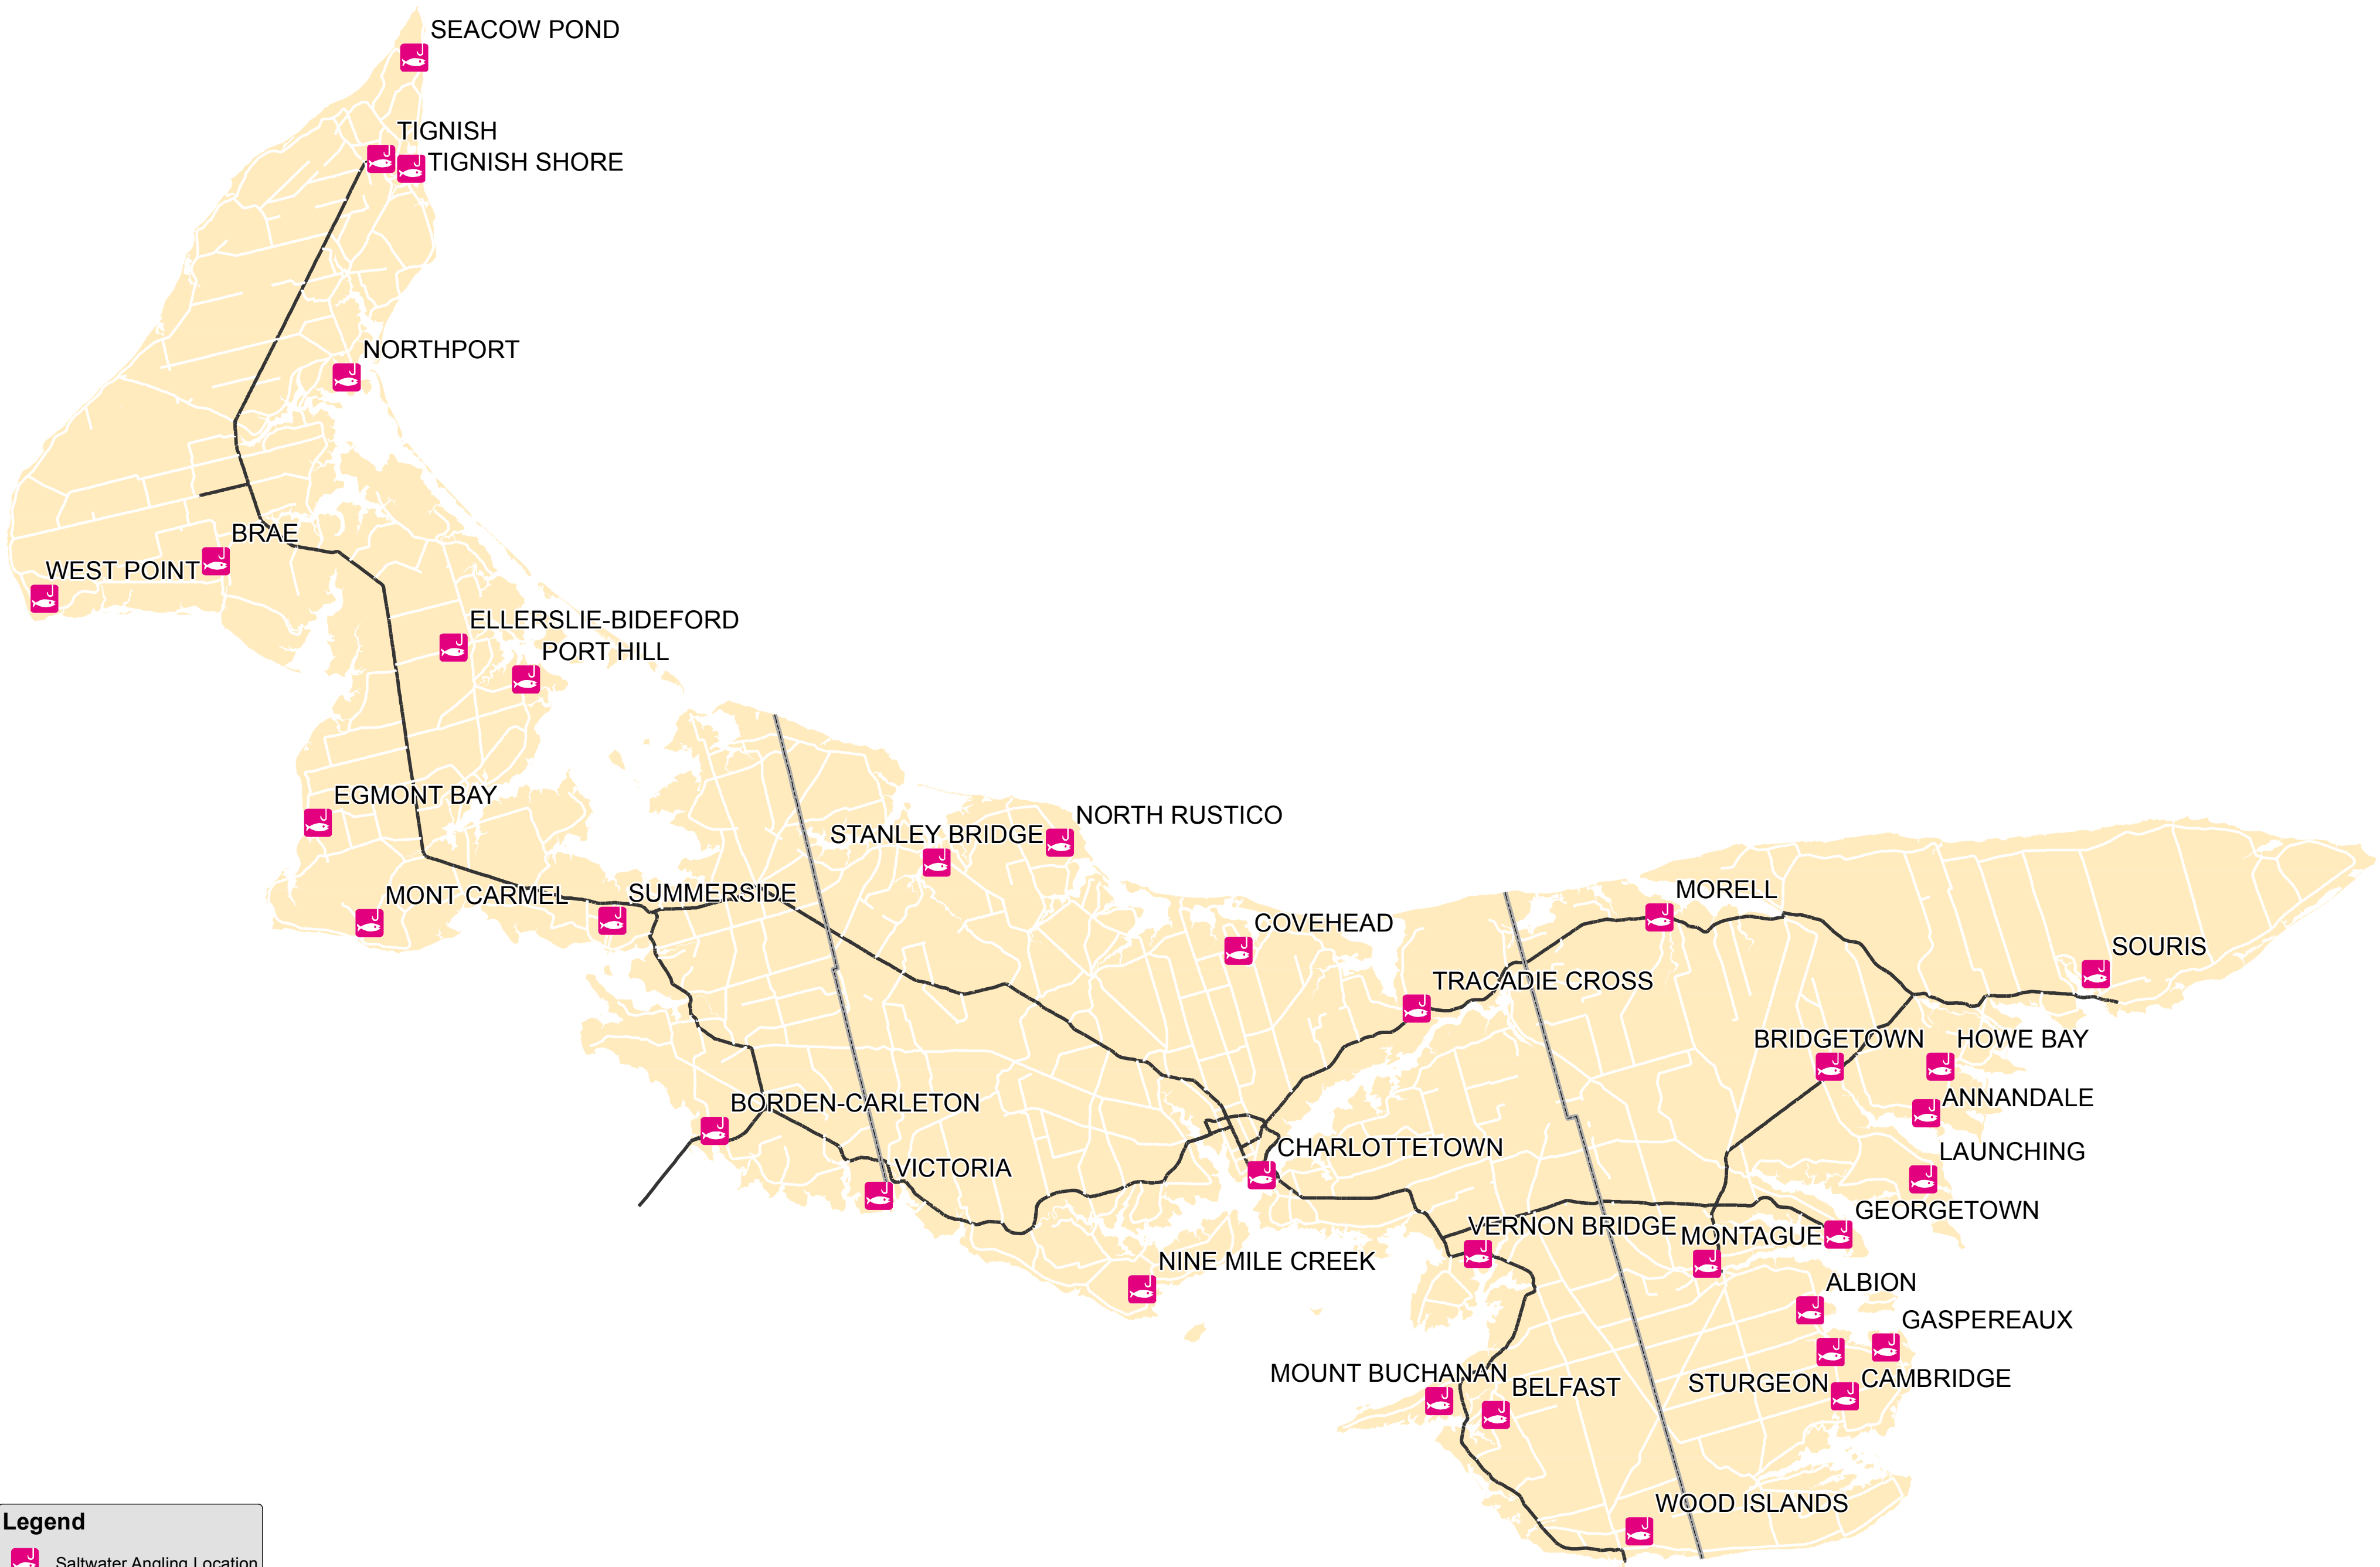 SEACOW POND
TIGNISH
TIGNISH SHORE
NORTHPORT
BRAE
WEST POINT
ELLERSLIE-BIDEFORD
PORT HILL
EGMONT BAY
NORTH RUSTICO
STANLEY BRIDGE
MONT CARMEL
SUMMERSIDE
MORELL
COVEHEAD
SOURIS
TRACADIE CROSS
BRIDGETOWN
HOWE BAY
ANNANDALE
BORDEN-CARLETON
CHARLOTTETOWN
LAUNCHING
VICTORIA
GEORGETOWN
VERNON BRIDGE
MONTAGUE
NINE MILE CREEK
ALBION
GASPEREAUX
MOUNT BUCHANAN
BELFAST
STURGEON
CAMBRIDGE
WOOD ISLANDS
Legend
Saltwater Angling Location